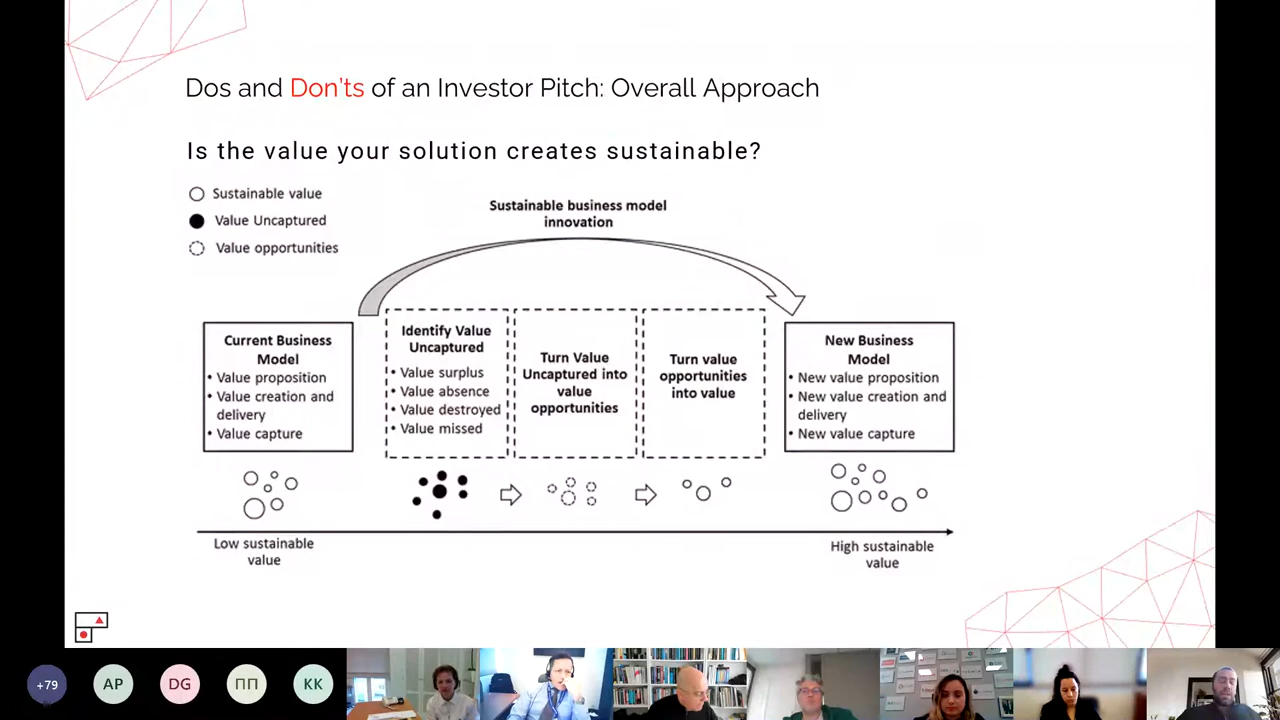 Dos and Don'ts of an Investor Pitch: Overall Approach
Is the value your solution creates sustainable?
Sustainable value
Value Uncaptured
Value opportunities
Sustainable business model
innovation
Current Business
Model
• Value proposition
• Value creation and
delivery
• Value capture
Identify Value
Uncaptured
• Value surplus
• Value absence
• Value destroyed
• Value missed
Turn Value
Uncaptured into
value
opportunities
Turn value
opportunities
into value
New Business
Model
• New value proposition
• New value creation and
delivery
• New value capture
Low sustainable
value
High sustainable
value
+79
AP
DG
ПП
KK